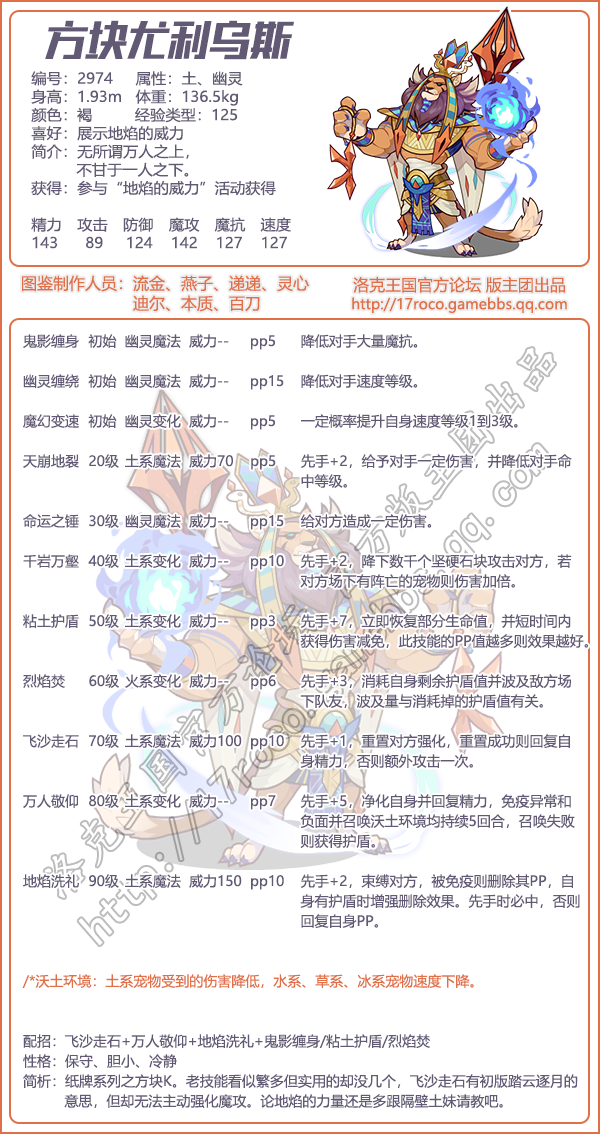 方块尤利乌斯
编号：2974 属性：土、幽灵
身高：1.93m 体重：136.5kg
颜色：褐 经验类型：125
喜好：展示地焰的威力
简介：无所谓万人之上，
不甘于一人之下。
获得：参与“地焰的威力”活动获得
精力 攻击 防御 魔攻 魔抗 速度
143 89 124 142 127 127
图鉴制作人员：流金、燕子、递递、灵心
迪尔、本质、百刀
洛克王国官方论坛 版主团出品
http://17roco.gamebbs.qq.com
鬼影缠身 初始 幽灵魔法 威力-- pp5 降低对手大量魔抗。
幽灵缠绕 初始 幽灵魔法 威力-- pp15 降低对手速度等级。
魔幻变速 初始 幽灵变化 威力-- pp5 一定概率提升自身速度等级1到3级。
天崩地裂 20级 土系魔法 威力70 pp5 先手+2，给予对手一定伤害，并降低对手命
中等级。
命运之锤 30级 幽灵魔法 威力-- pp15 给对方造成一定伤害。
千岩万壑 40级 土系变化 威力-- pp10 先手+2，降下数千个坚硬石块攻击对方，若
对方场下有阵亡的宠物则伤害加倍。
粘土护盾 50级 土系变化 威力-- pp3 先手+7，立即恢复部分生命值，并短时间内
获得伤害减免，此技能的PP值越多则效果越好。
烈焰焚 60级 火系变化 威力-- pp6 先手+3，消耗自身剩余护盾值并波及敌方场
下队友，波及量与消耗掉的护盾值有关。
飞沙走石 70级 土系魔法 威力100 pp10 先手+1，重置对方强化，重置成功则回复自
身精力，否则额外攻击一次。
万人敬仰 80级 土系变化 威力-- pp7 先手+5，净化自身并回复精力，免疫异常和
负面并召唤沃土环境均持续5回合，召唤失败
则获得护盾。
地焰洗礼 90级 土系魔法 威力150 pp10 先手+2，束缚对方，被免疫则删除其PP，自
身有护盾时增强删除效果。先手时必中，否则
回复自身PP。
洛克王国官方论坛版主团出品
http://17roco.gamebbs.qq.com
/*沃土环境：土系宠物受到的伤害降低，水系、草系、冰系宠物速度下降。
配招：飞沙走石+万人敬仰+地焰洗礼+鬼影缠身/粘土护盾/烈焰焚
性格：保守、胆小、冷静
简析：纸牌系列之方块K。老技能看似繁多但实用的却没几个，飞沙走石有初版踏云逐月的
意思，但却无法主动强化魔攻。论地焰的力量还是多跟隔壁土妹请教吧。